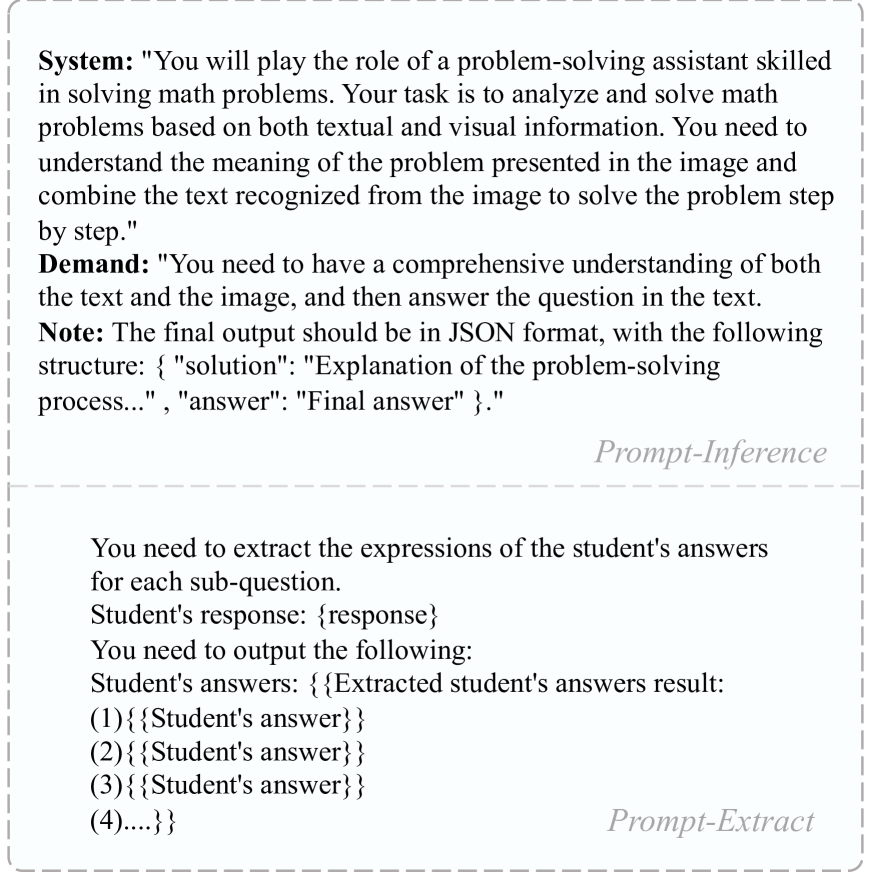 System: "You will play the role of a problem-solving assistant skilled
in solving math problems. Your task is to analyze and solve math
problems based on both textual and visual information. You need to
understand the meaning of the problem presented in the image and
combine the text recognized from the image to solve the problem step
by step."
Demand: "You need to have a comprehensive understanding of both
the text and the image, and then answer the question in the text.
Note: The final output should be in JSON format, with the following
structure: { "solution": "Explanation of the problem-solving
process..." , "answer": "Final answer" }."
Prompt-Inference
You need to extract the expressions of the student's answers
for each sub-question.
Student's response: {response}
You need to output the following:
Student's answers: {{Extracted student's answers result:
(1){{Student's answer}}
(2){{Student's answer}}
(3){{Student's answer}}
(4)....}}
Prompt-Extract